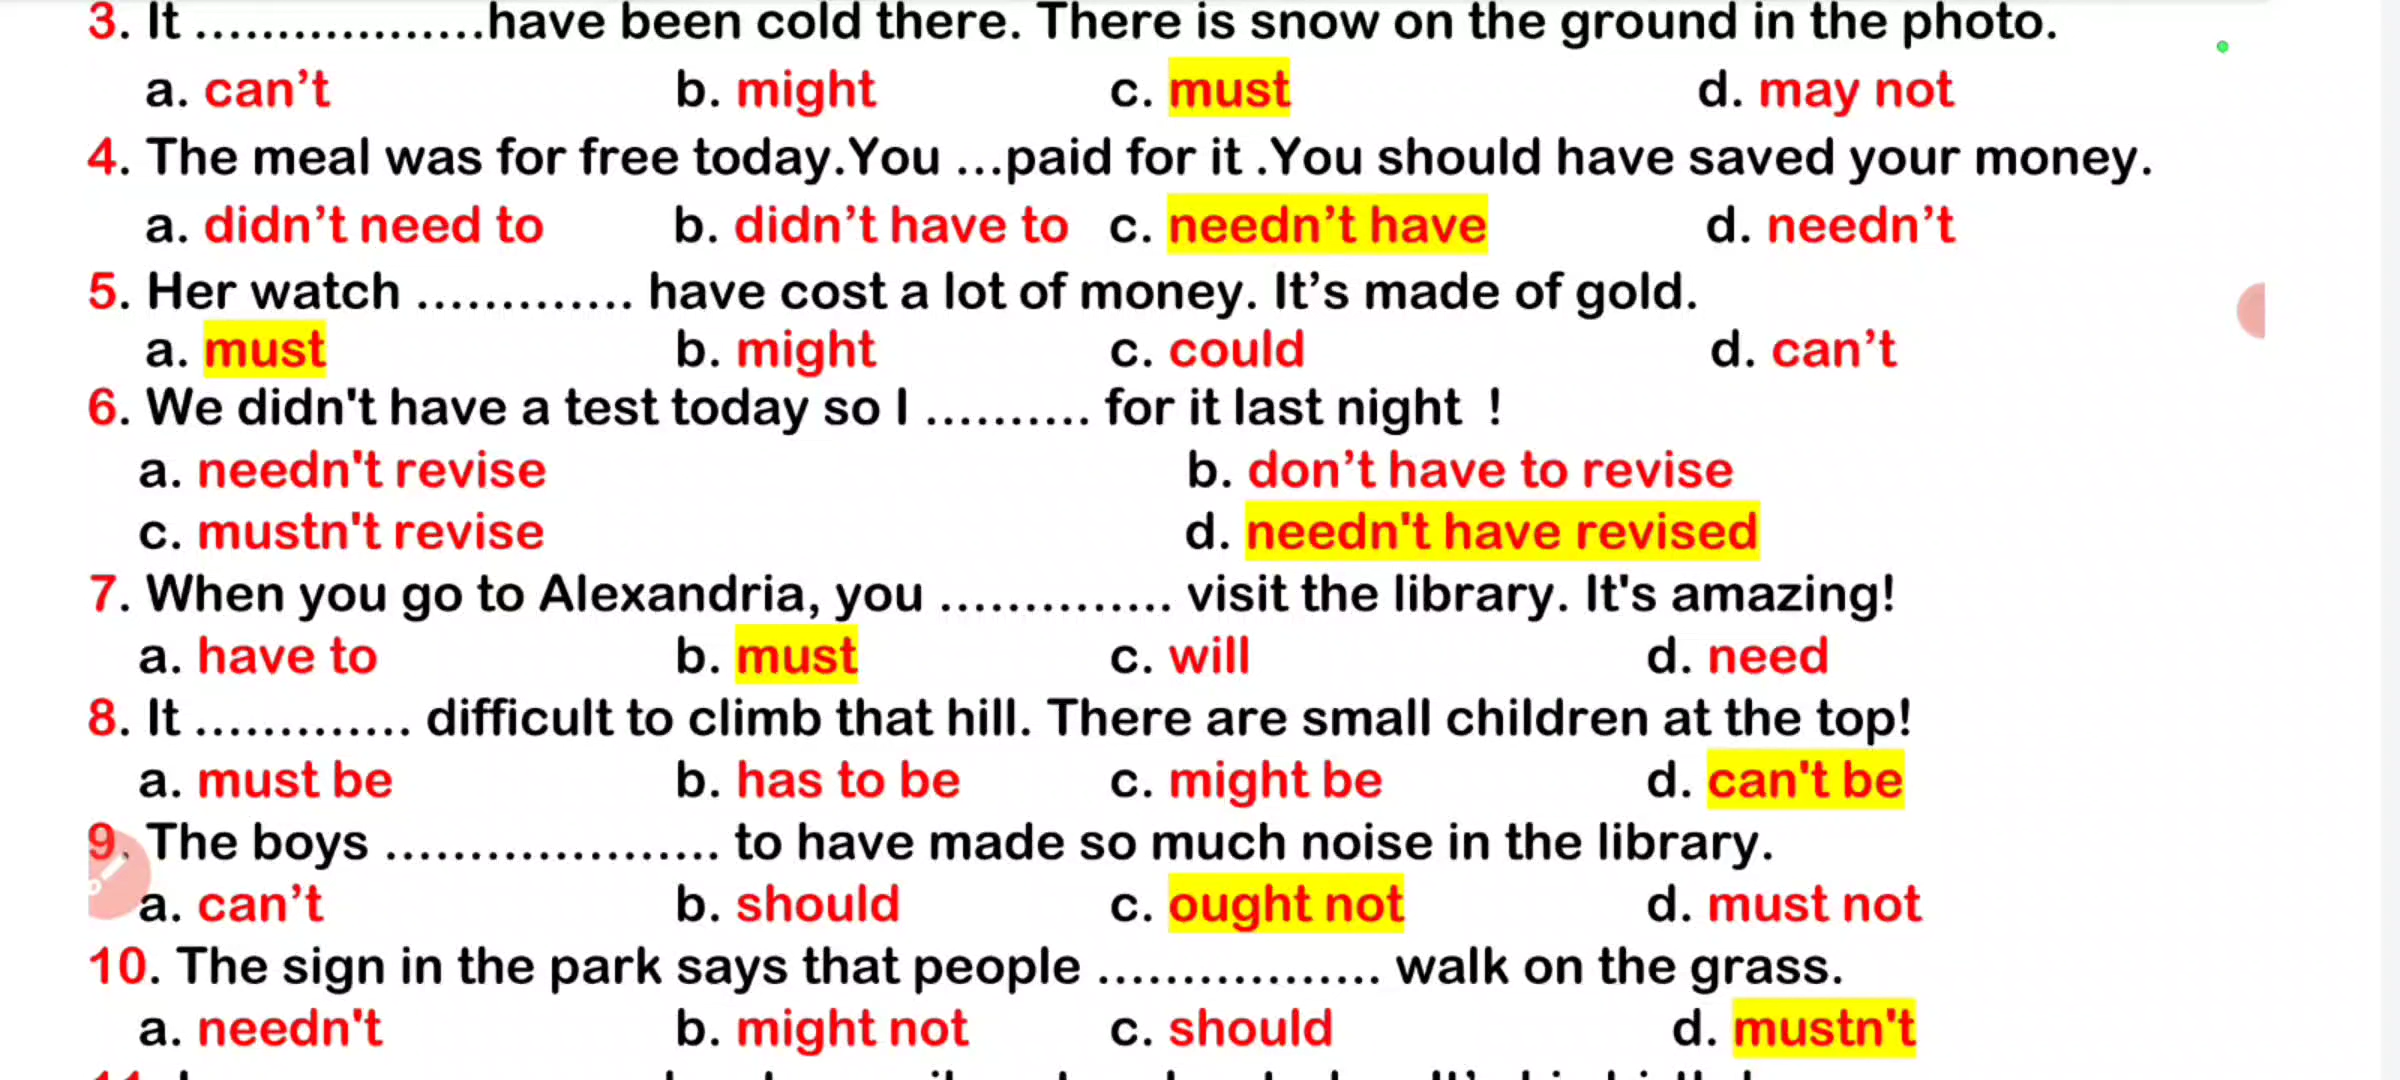 3. It ..................have been cold there. There is snow on the ground in the photo.
a. can’t b. might c. must d. may not
4. The meal was for free today.You ...paid for it .You should have saved your money.
a. didn’t need to b. didn’t have to c. needn’t have d. needn’t
5. Her watch ............. have cost a lot of money. It’s made of gold.
a. must b. might c. could d. can’t
6. We didn't have a test today so I .......... for it last night !
a. needn't revise b. don’t have to revise
c. mustn't revise d. needn't have revised
7. When you go to Alexandria, you .............. visit the library. It's amazing!
a. have to b. must c. will d. need
8. It ............. difficult to climb that hill. There are small children at the top!
a. must be b. has to be c. might be d. can't be
9. The boys .................... to have made so much noise in the library.
a. can’t b. should c. ought not d. must not
10. The sign in the park says that people ................. walk on the grass.
a. needn't b. might not c. should d. mustn't